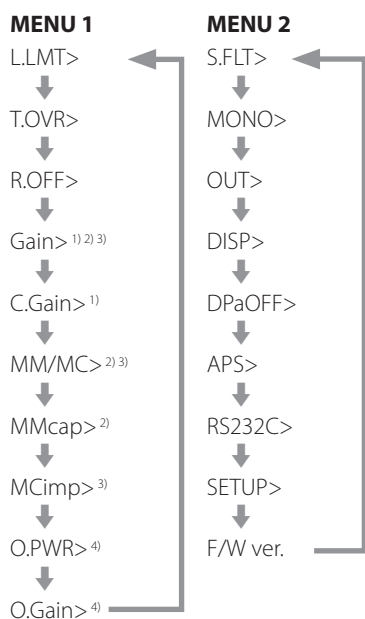 MENU 1
L.LMT>
T.OVR>
R.OFF>
Gain> 1) 2) 3)
C.Gain> 1)
MM/MC> 2) 3)
MMcap> 2)
MCimp> 3)
O.PWR> 4)
O.Gain> 4)
MENU 2
S.FLT>
MONO>
OUT>
DISP>
DPaOFF>
APS>
RS232C>
SETUP>
F/W ver.